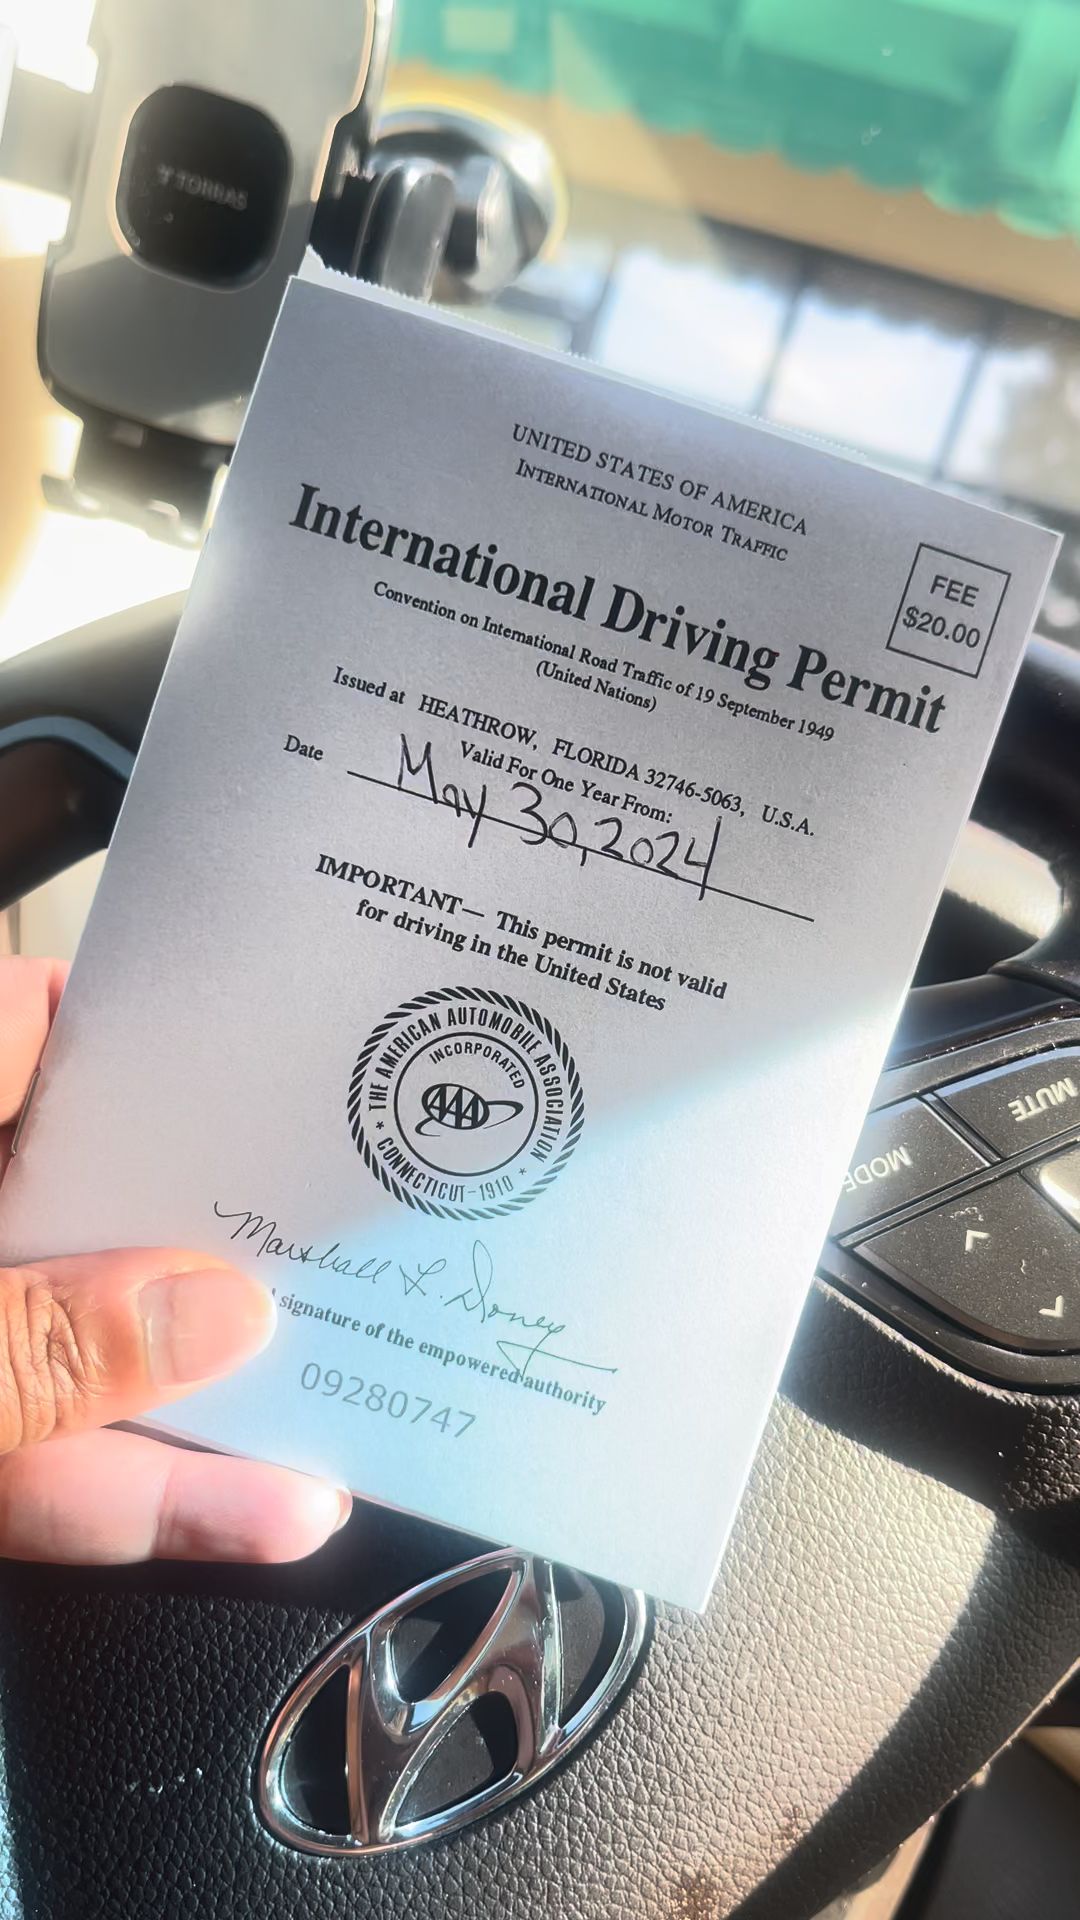 TORRAS
UNITED STATES OF AMERICA
INTERNATIONAL MOTOR TRAFFIC
International Driving Permit
FEE
$20.00
Convention on International Road Traffic of 19 September 1949
(United Nations)
Issued at HEATHROW, FLORIDA 32746-5063, U.S.A.
Valid For One Year From:
Date May 30, 2024
IMPORTANT— This permit is not valid
for driving in the United States
THE AMERICAN AUTOMOBILE ASSOCIATION
INCORPORATED
AAA
* CONNECTICUT-1910 *
Marshall L. Doney
signature of the empowered authority
09280747
MUTE
MODE